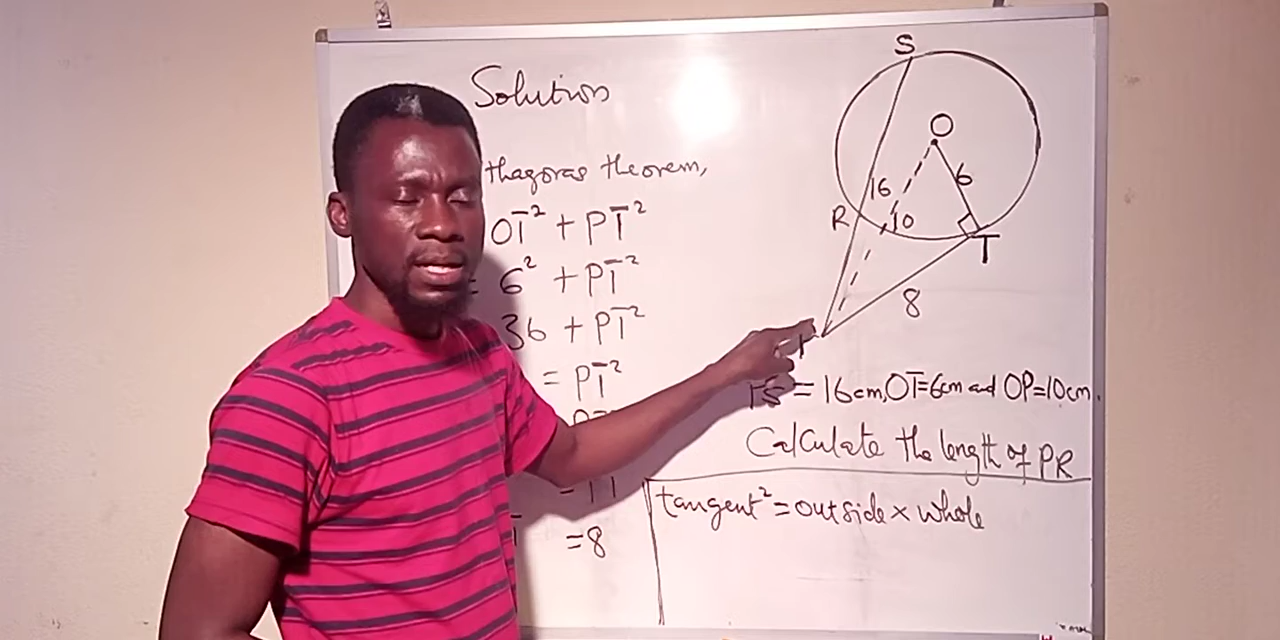 Solution
thagoras theorem,
OT² + PT²
= 6² + PT²
36 + PT²
= PT²
= 8
S
O
6
16
R
10
T
8
= 16cm, OT=6cm and OP=10cm.
Calculate the length of PR
tangent² = outside × whole